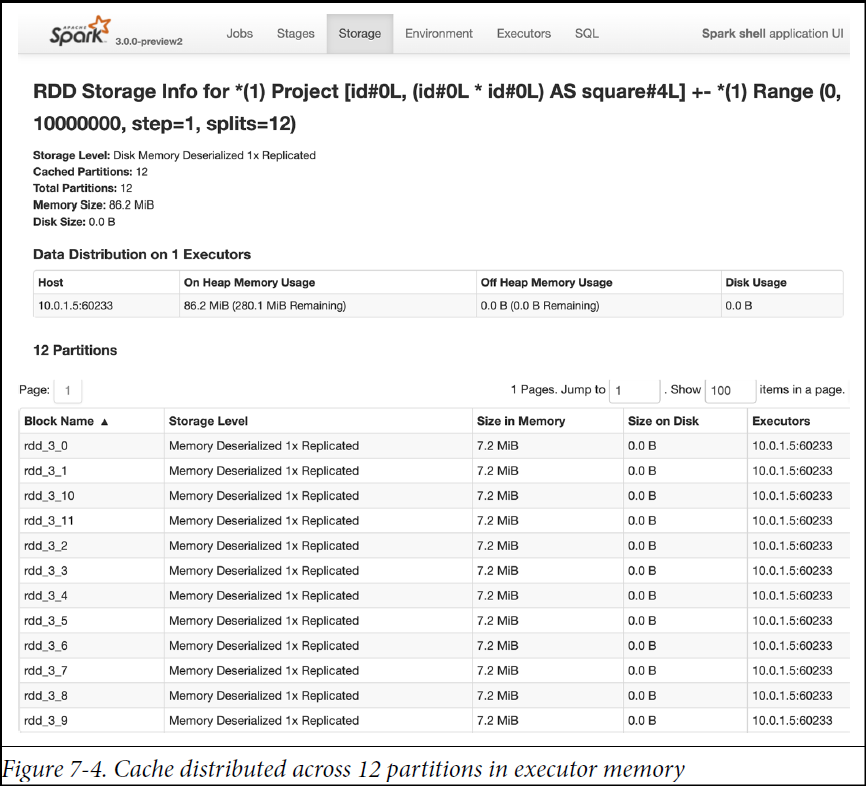 APACHE
Spark 3.0.0-preview2 Jobs Stages Storage Environment Executors SQL Spark shell application UI
RDD Storage Info for *(1) Project [id#0L, (id#0L * id#0L) AS square#4L] +- *(1) Range (0,
10000000, step=1, splits=12)
Storage Level: Disk Memory Deserialized 1x Replicated
Cached Partitions: 12
Total Partitions: 12
Memory Size: 86.2 MiB
Disk Size: 0.0 B
Data Distribution on 1 Executors
Host On Heap Memory Usage Off Heap Memory Usage Disk Usage
10.0.1.5:60233 86.2 MiB (280.1 MiB Remaining) 0.0 B (0.0 B Remaining) 0.0 B
12 Partitions
Page: 1 1 Pages. Jump to 1 . Show 100 items in a page.
Block Name ▲ Storage Level Size in Memory Size on Disk Executors
rdd_3_0 Memory Deserialized 1x Replicated 7.2 MiB 0.0 B 10.0.1.5:60233
rdd_3_1 Memory Deserialized 1x Replicated 7.2 MiB 0.0 B 10.0.1.5:60233
rdd_3_10 Memory Deserialized 1x Replicated 7.2 MiB 0.0 B 10.0.1.5:60233
rdd_3_11 Memory Deserialized 1x Replicated 7.2 MiB 0.0 B 10.0.1.5:60233
rdd_3_2 Memory Deserialized 1x Replicated 7.2 MiB 0.0 B 10.0.1.5:60233
rdd_3_3 Memory Deserialized 1x Replicated 7.2 MiB 0.0 B 10.0.1.5:60233
rdd_3_4 Memory Deserialized 1x Replicated 7.2 MiB 0.0 B 10.0.1.5:60233
rdd_3_5 Memory Deserialized 1x Replicated 7.2 MiB 0.0 B 10.0.1.5:60233
rdd_3_6 Memory Deserialized 1x Replicated 7.2 MiB 0.0 B 10.0.1.5:60233
rdd_3_7 Memory Deserialized 1x Replicated 7.2 MiB 0.0 B 10.0.1.5:60233
rdd_3_8 Memory Deserialized 1x Replicated 7.2 MiB 0.0 B 10.0.1.5:60233
rdd_3_9 Memory Deserialized 1x Replicated 7.2 MiB 0.0 B 10.0.1.5:60233
Figure 7-4. Cache distributed across 12 partitions in executor memory